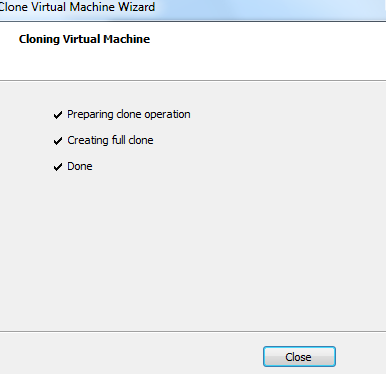 Clone Virtual Machine Wizard
Cloning Virtual Machine
Preparing clone operation
Creating full clone
Done
Close